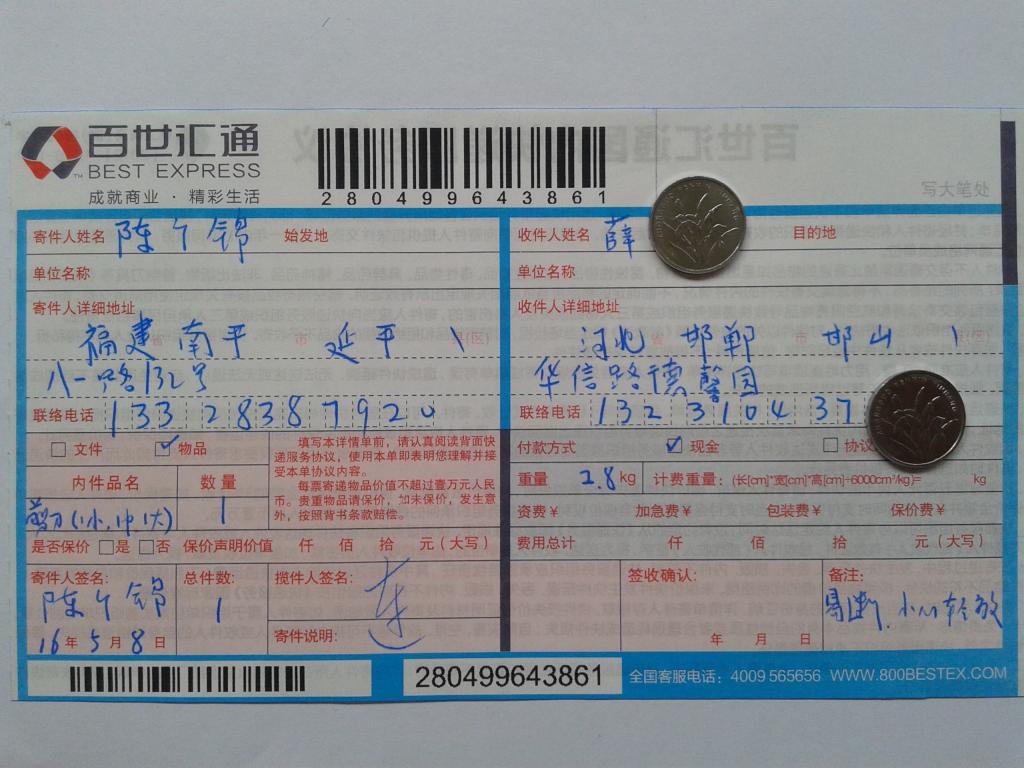 百世汇通
BEST EXPRESS
成就商业 · 精彩生活
280499643861
写大笔处
寄件人姓名 陈个锦 始发地
单位名称
寄件人详细地址
福建 南平 市 延平 (区)
八一路132号
联络电话 13328387920
文件 物品
内件品名 数量
剪刀(小,中,大) 1
填写本详情单前，请认真阅读背面快
递服务协议，使用本单即表明您理解并接
受本单协议内容。
每票寄递物品价值不超过壹万元人民
币。贵重物品请保价，如未保价，发生意
外，按照背书条款赔偿。
是否保价 是 否 保价声明价值 仟 佰 拾 元（大写）
寄件人签名: 陈个锦
16年5月8日
总件数: 1
揽件人签名:
寄件说明:
收件人姓名 薛 目的地
单位名称
收件人详细地址
河北 邯郸 市 邯山 (区)
华信路德馨园
联络电话 132310437
付款方式 现金 协议
重量 2.8 kg 计费重量: (长[cm]*宽[cm]*高[cm]÷6000cm³/kg)= kg
资费¥ 加急费¥ 包装费¥ 保价费¥
费用总计 仟 佰 拾 元（大写）
签收确认:
年 月 日
备注:
易断.小心轻放
280499643861
全国客服电话: 4009 565656 WWW.800BESTEX.COM